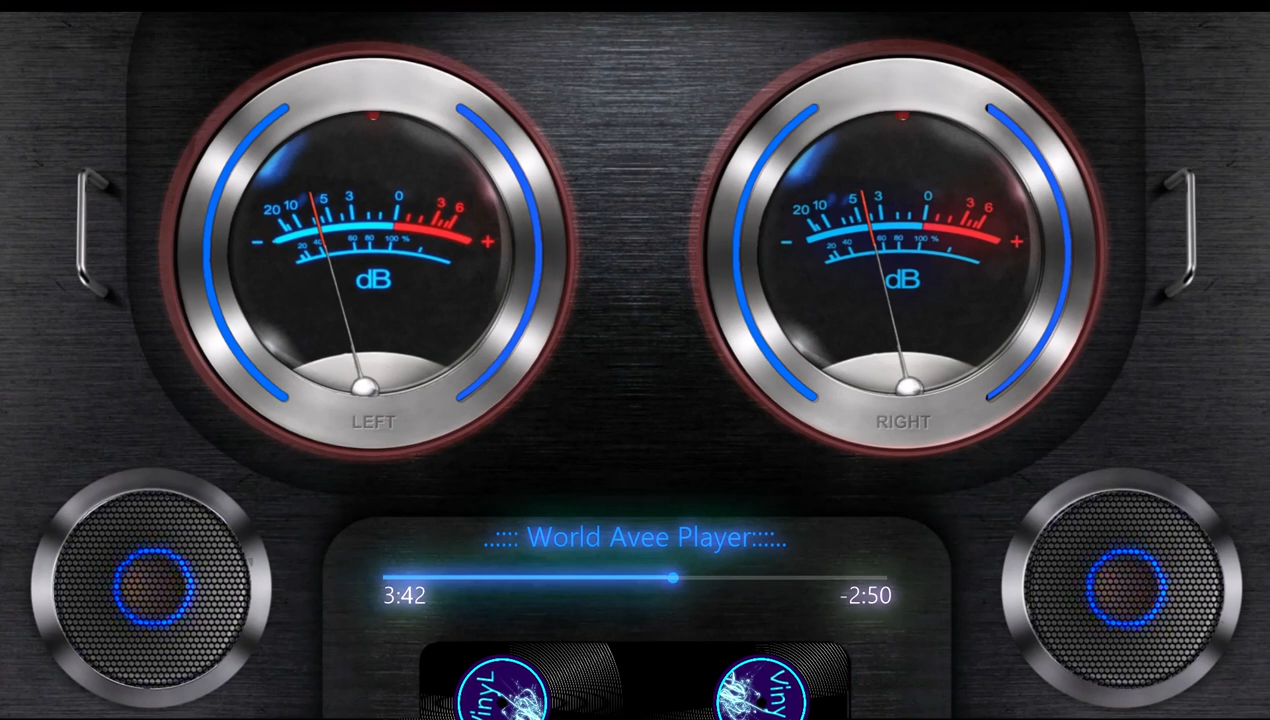 20 10 5 3 0 3 6
- +
20 40 60 80 100 %
dB
LEFT
20 10 5 3 0 3 6
- +
20 40 60 80 100 %
dB
RIGHT
..:::: World Avee Player::::..
3:42 -2:50
VinyL Viny